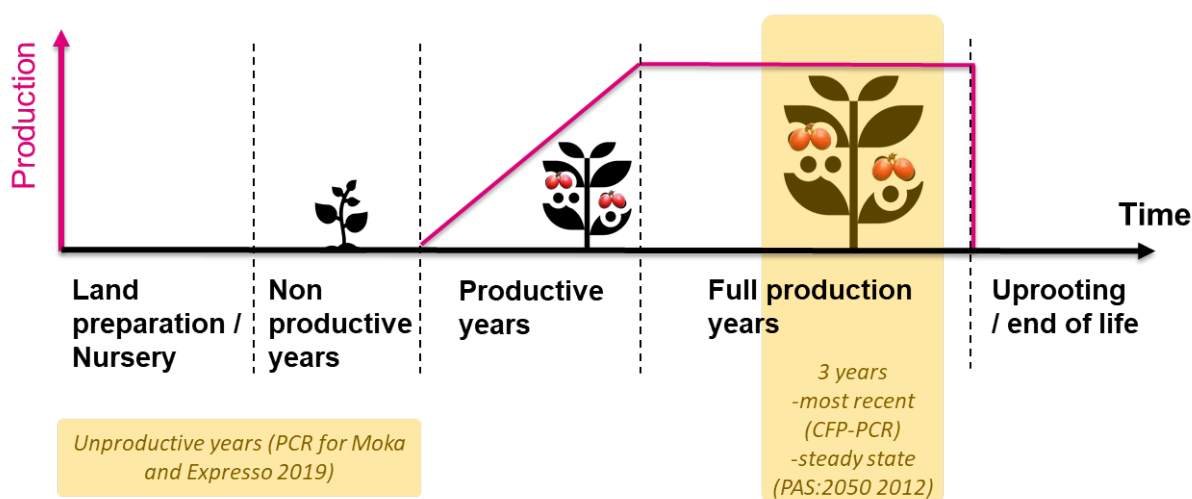 Production
Time
Land
preparation /
Nursery
Non
productive
years
Productive
years
Full production
years
Uprooting
/ end of life
Unproductive years (PCR for Moka
and Expresso 2019)
3 years
-most recent
(CFP-PCR)
-steady state
(PAS:2050 2012)